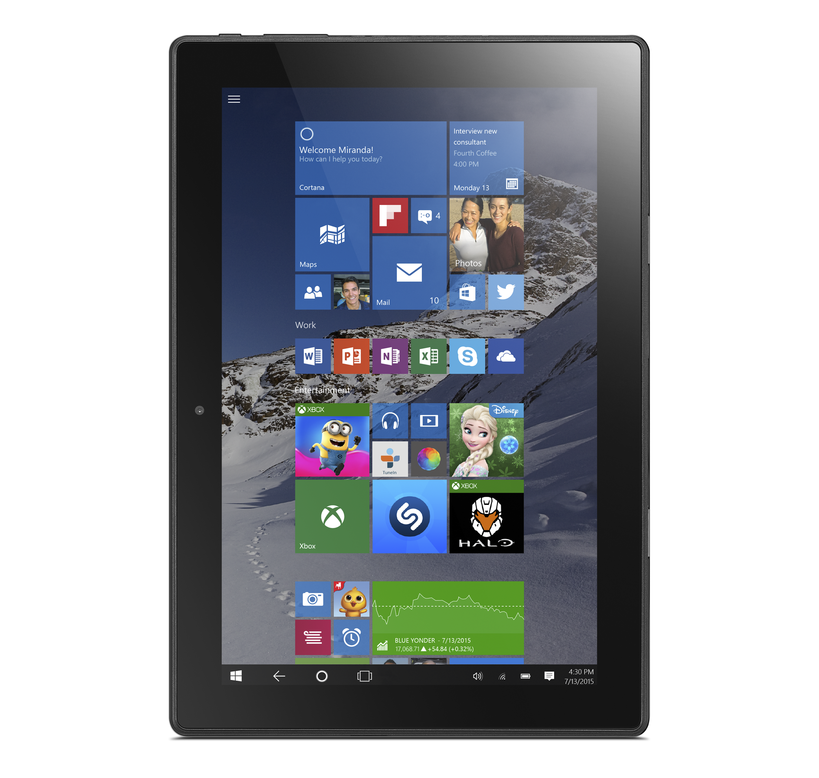 Welcome Miranda!
How can I help you today?
Cortana
Interview new
consultant
Fourth Coffee
4:00 PM
Monday 13
Maps
4
Mail
10
Photos
Work
W
P
N
X
S
Entertainment
XBOX
TuneIn
Disney
Xbox
XBOX
HALO
BLUE YONDER - 7/13/2015
17,068.71 ▲ +54.84 (+0.32%)
4:30 PM
7/13/2015